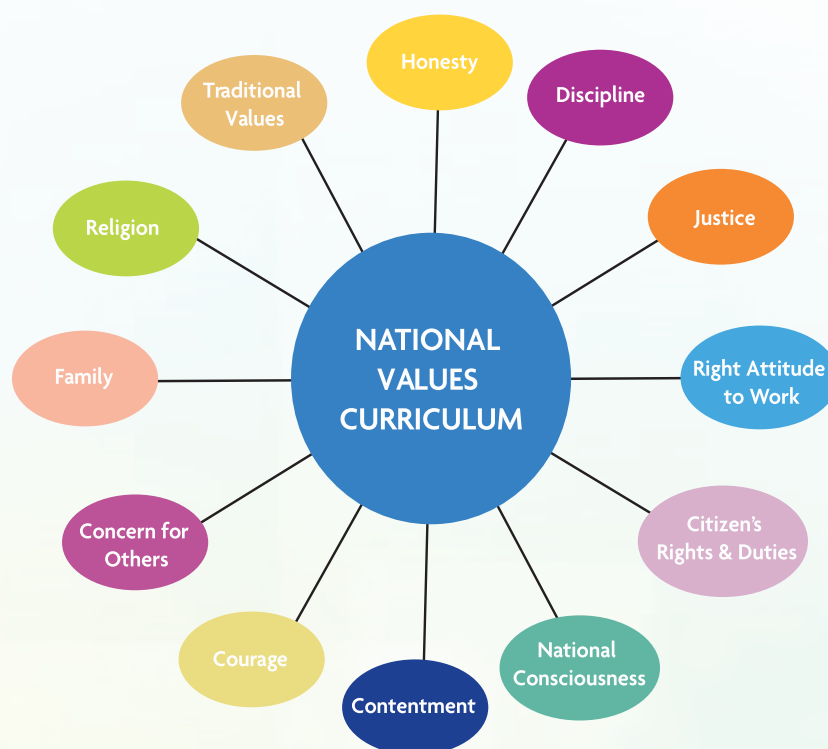 Honesty
Discipline
Traditional
Values
Justice
Religion
NATIONAL
VALUES
CURRICULUM
Right Attitude
to Work
Family
Citizen's
Rights & Duties
Concern for
Others
National
Consciousness
Courage
Contentment